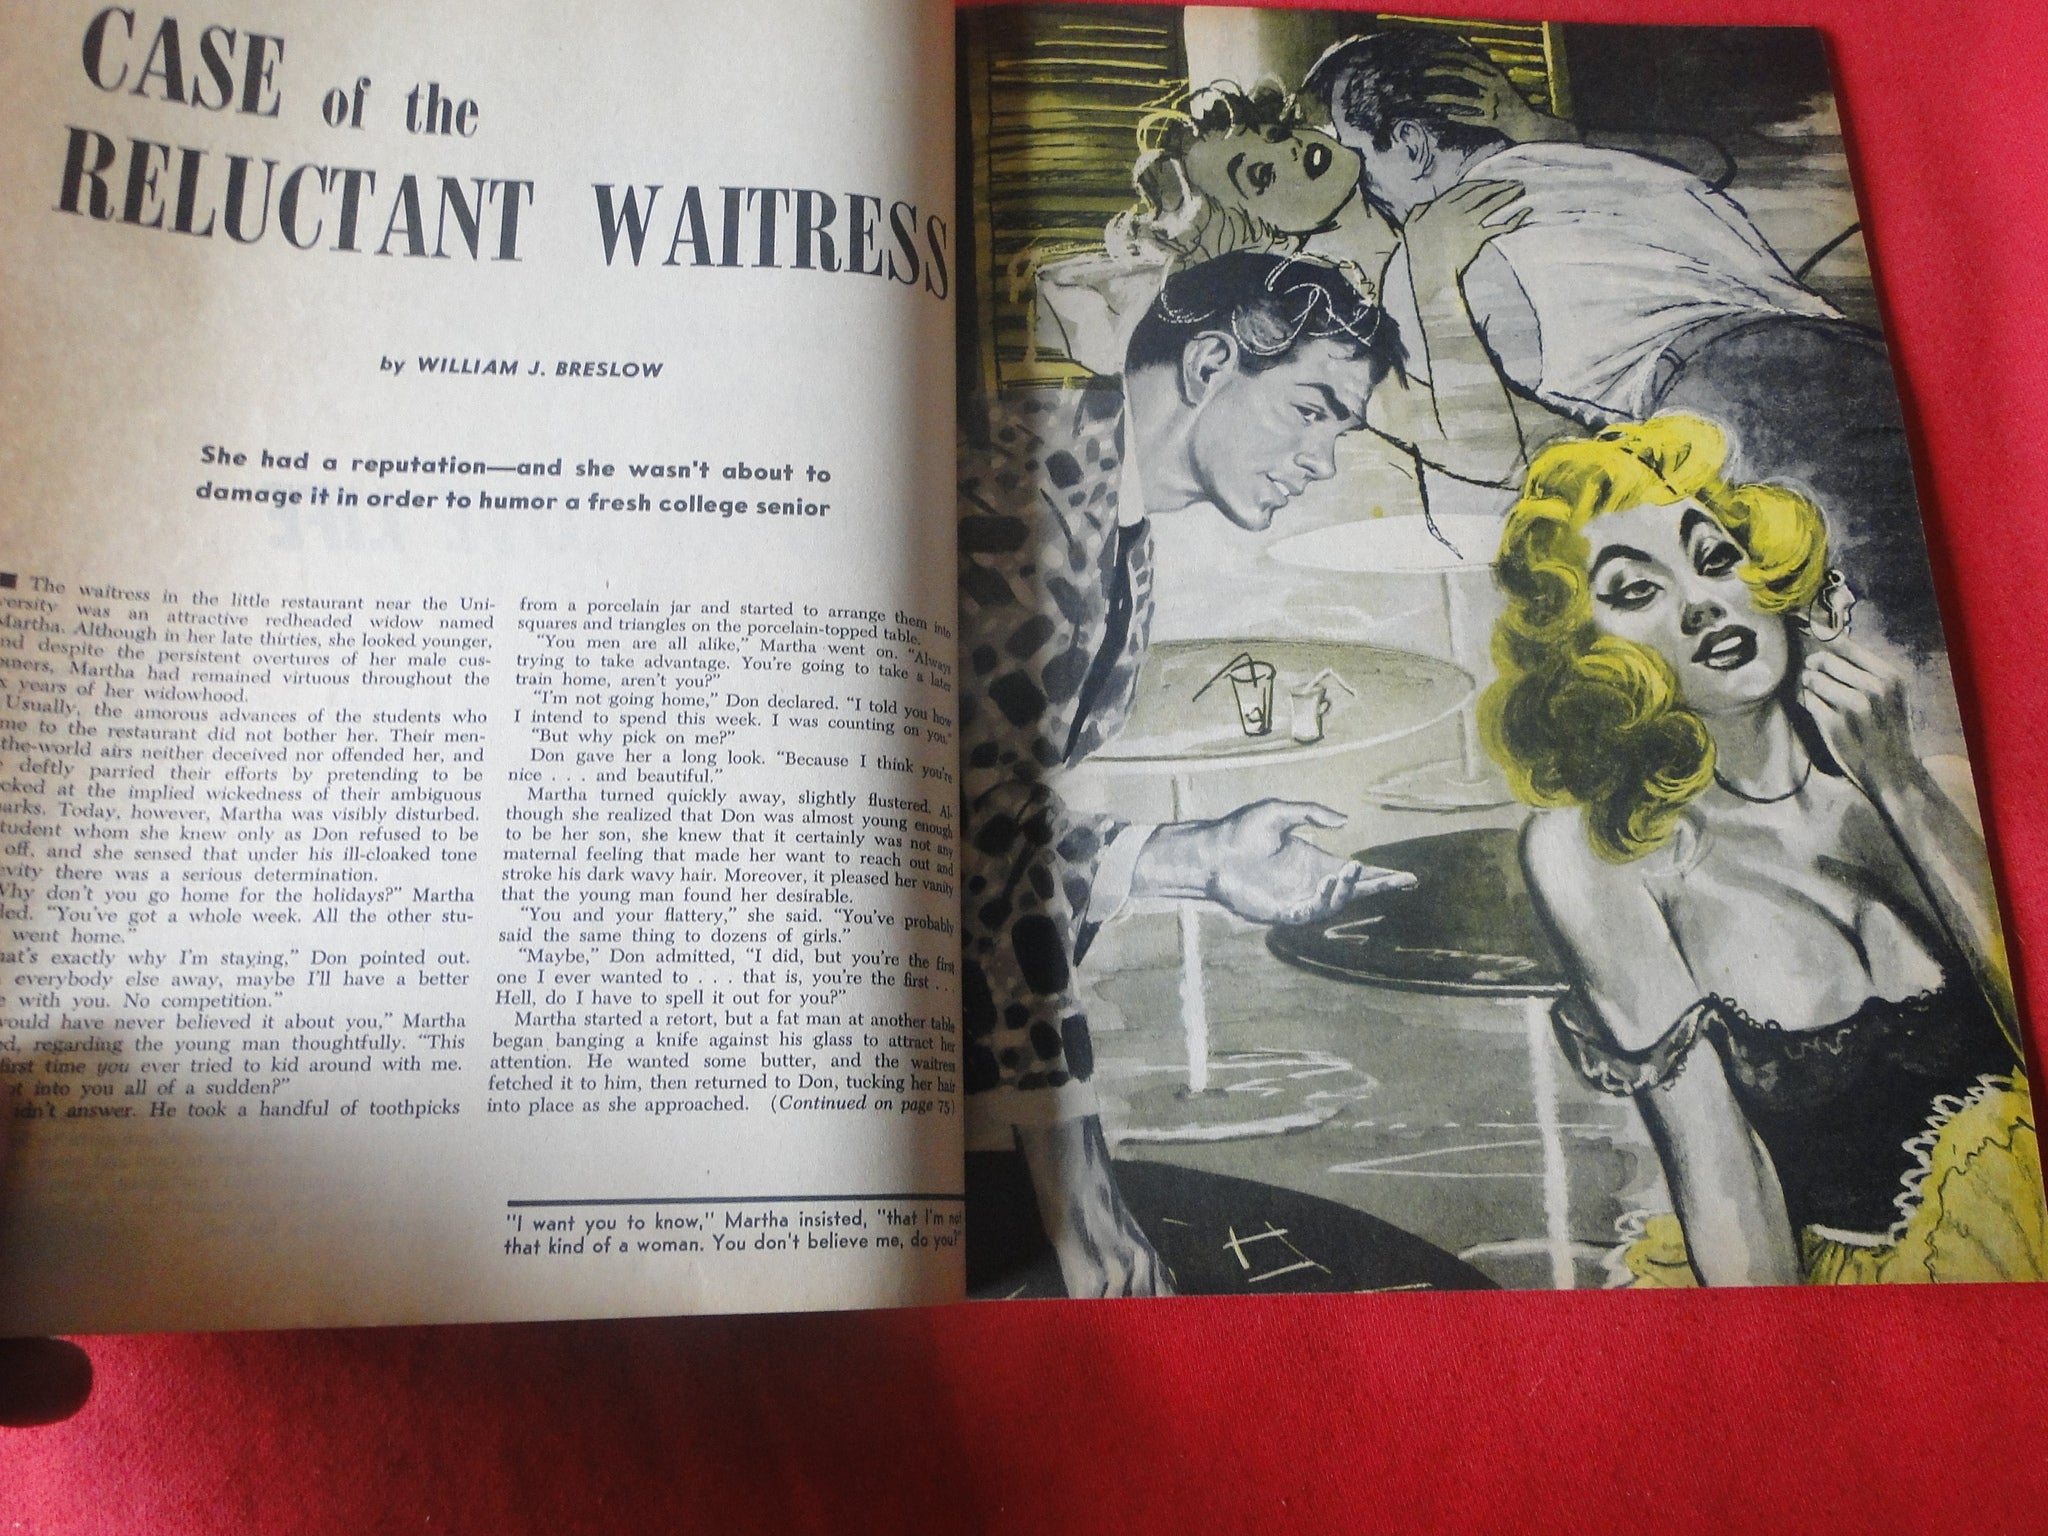 CASE of the
RELUCTANT WAITRESS
by WILLIAM J. BRESLOW
She had a reputation—and she wasn't about to
damage it in order to humor a fresh college senior
The waitress in the little restaurant near the Uni-
versity was an attractive redheaded widow named
Martha. Although in her late thirties, she looked younger,
and despite the persistent overtures of her male cus-
Martha had remained virtuous throughout the
years of her widowhood.
Usually, the amorous advances of the students who
to the restaurant did not bother her. Their men-
the-world airs neither deceived nor offended her, and
deftly parried their efforts by pretending to be
at the implied wickedness of their ambiguous
Today, however, Martha was visibly disturbed.
whom she knew only as Don refused to be
off, and she sensed that under his ill-cloaked tone
there was a serious determination.
don't you go home for the holidays?" Martha
"You've got a whole week. All the other stu-
went home."
exactly why I'm staying," Don pointed out.
everybody else away, maybe I'll have a better
with you. No competition."
would have never believed it about you," Martha
regarding the young man thoughtfully. "This
first time you ever tried to kid around with me.
into you all of a sudden?"
answer. He took a handful of toothpicks
from a porcelain jar and started to arrange them into
squares and triangles on the porcelain-topped table.
"You men are all alike," Martha went on. "Always
trying to take advantage. You're going to take a later
train home, aren't you?"
"I'm not going home," Don declared. "I told you how
I intend to spend this week. I was counting on you."
"But why pick on me?"
Don gave her a long look. "Because I think you're
nice . . . and beautiful."
Martha turned quickly away, slightly flustered. Al-
though she realized that Don was almost young enough
to be her son, she knew that it certainly was not any
maternal feeling that made her want to reach out and
stroke his dark wavy hair. Moreover, it pleased her vanity
that the young man found her desirable.
"You and your flattery," she said. "You've probably
said the same thing to dozens of girls."
"Maybe," Don admitted, "I did, but you're the first
one I ever wanted to . . . that is, you're the first . . .
Hell, do I have to spell it out for you?"
Martha started a retort, but a fat man at another table
began banging a knife against his glass to attract her
attention. He wanted some butter, and the waitress
fetched it to him, then returned to Don, tucking her hair
into place as she approached. (Continued on page 75)
"I want you to know," Martha insisted, "that I'm not
that kind of a woman. You don't believe me, do you?"